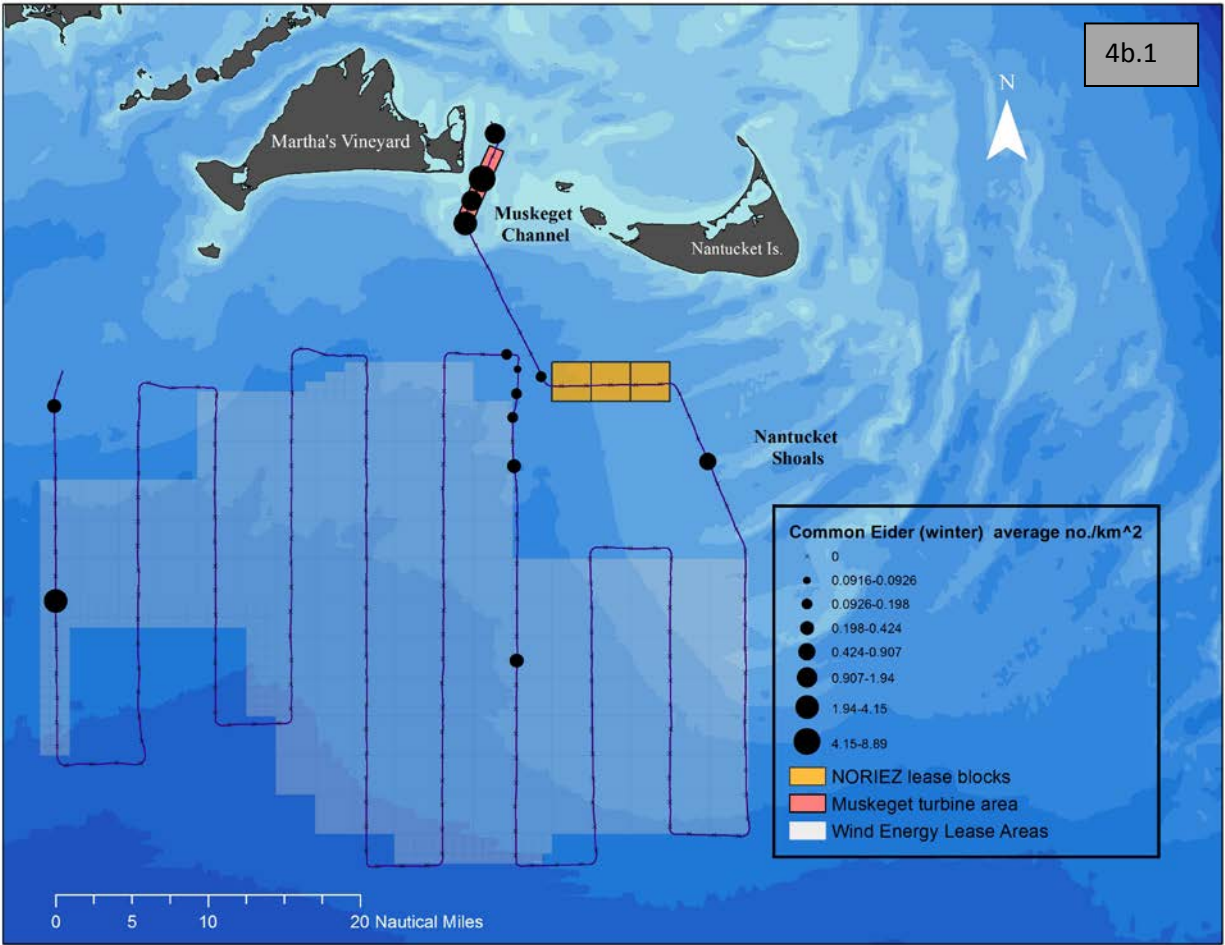 4b.1
N
Martha's Vineyard
Muskeget
Channel
Nantucket Is.
Nantucket
Shoals
Common Eider (winter) average no./km^2
0
0.0916-0.0926
0.0926-0.198
0.198-0.424
0.424-0.907
0.907-1.94
1.94-4.15
4.15-8.89
NORIEZ lease blocks
Muskeget turbine area
Wind Energy Lease Areas
0 5 10 20 Nautical Miles